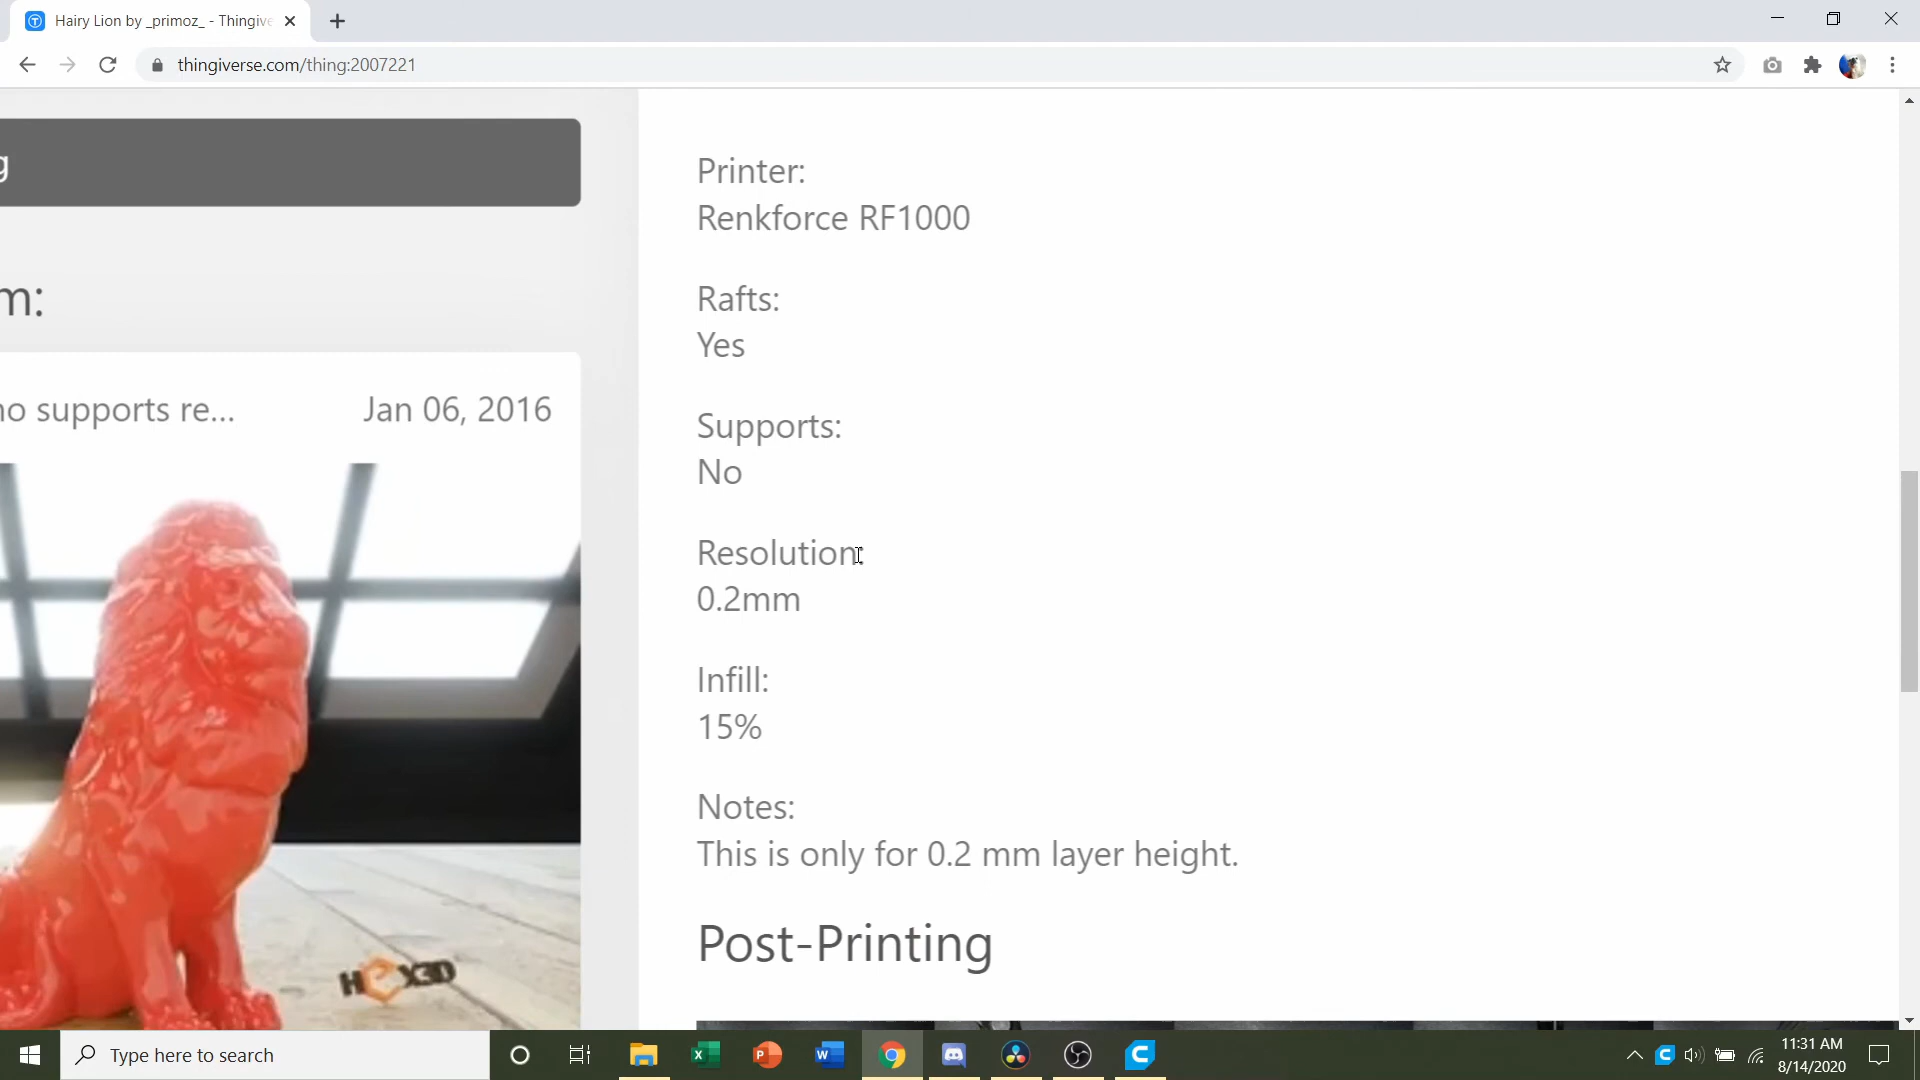 Hairy Lion by _primoz_ - Thingive
thingiverse.com/thing:2007221
g
m:
no supports re...
Jan 06, 2016
HEX3D
Printer:
Renkforce RF1000
Rafts:
Yes
Supports:
No
Resolution:
0.2mm
Infill:
15%
Notes:
This is only for 0.2 mm layer height.
Post-Printing
Type here to search
11:31 AM
8/14/2020